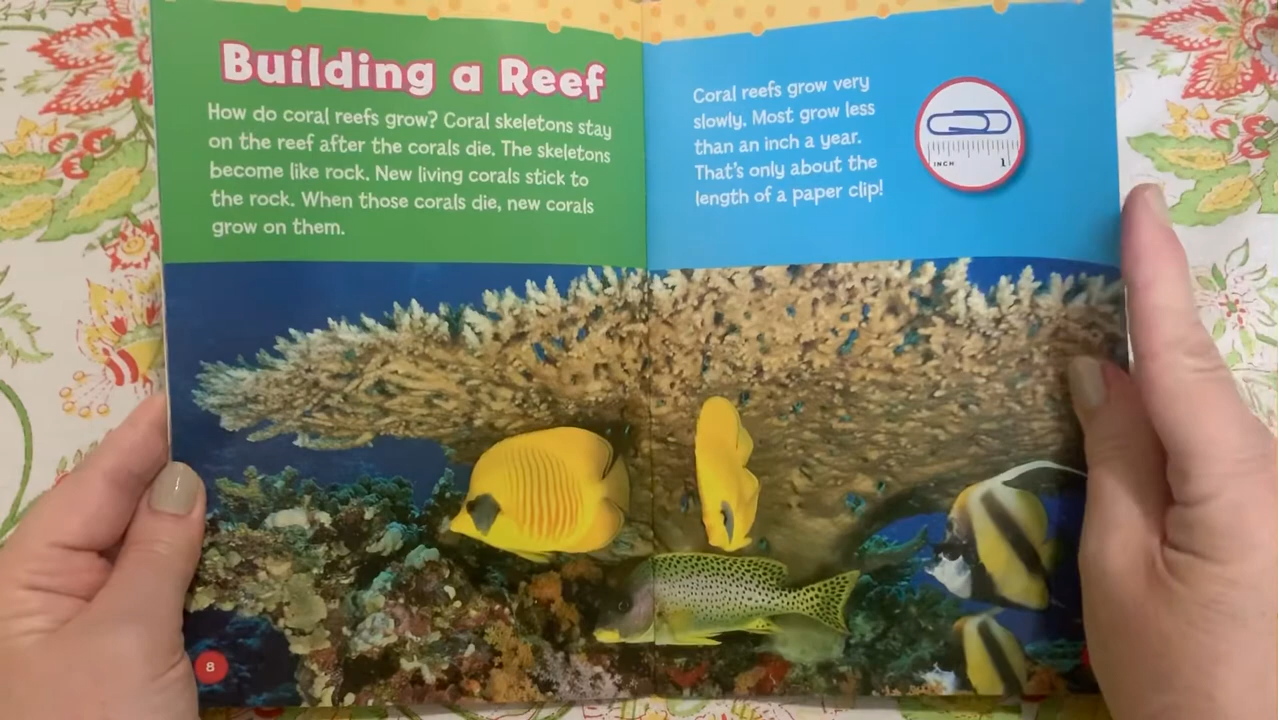 Building a Reef
How do coral reefs grow? Coral skeletons stay
on the reef after the corals die. The skeletons
become like rock. New living corals stick to
the rock. When those corals die, new corals
grow on them.
Coral reefs grow very
slowly. Most grow less
than an inch a year.
That's only about the
length of a paper clip!
INCH 1
8